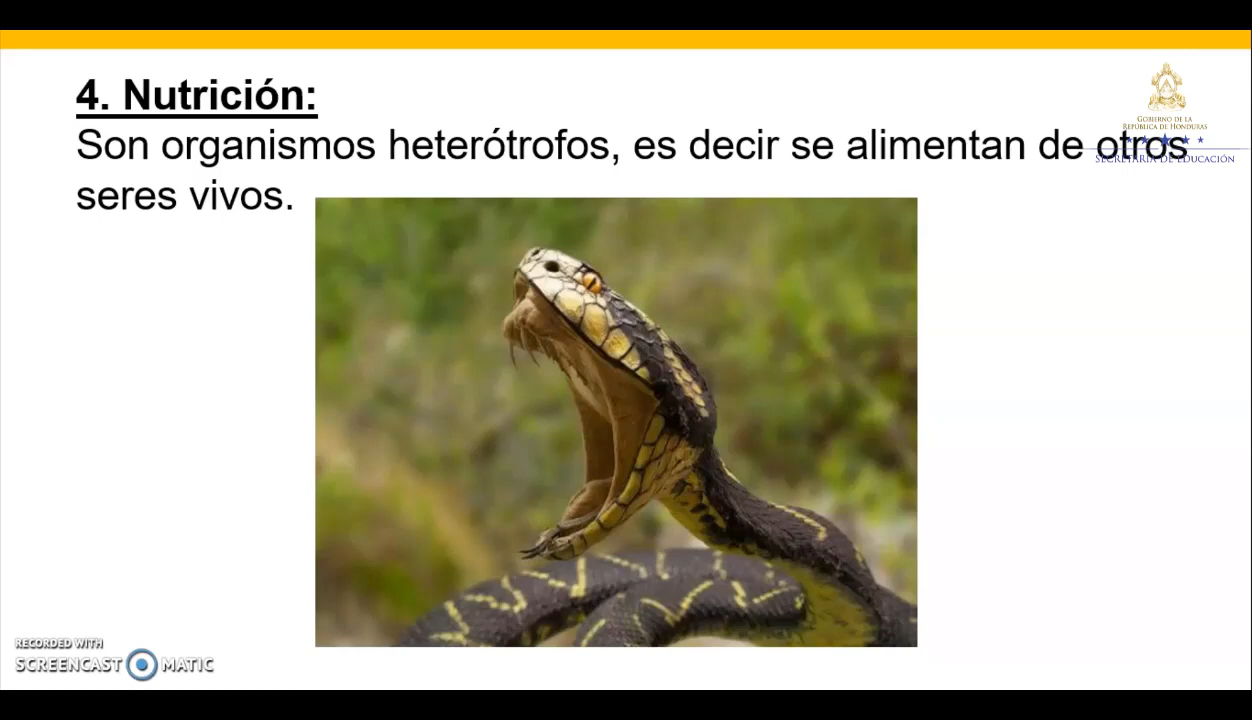 4. Nutrición:
Son organismos heterótrofos, es decir se alimentan de otros
seres vivos.
GOBIERNO DE LA
REPÚBLICA DE HONDURAS
SECRETARÍA DE EDUCACIÓN
RECORDED WITH
SCREENCAST MATIC